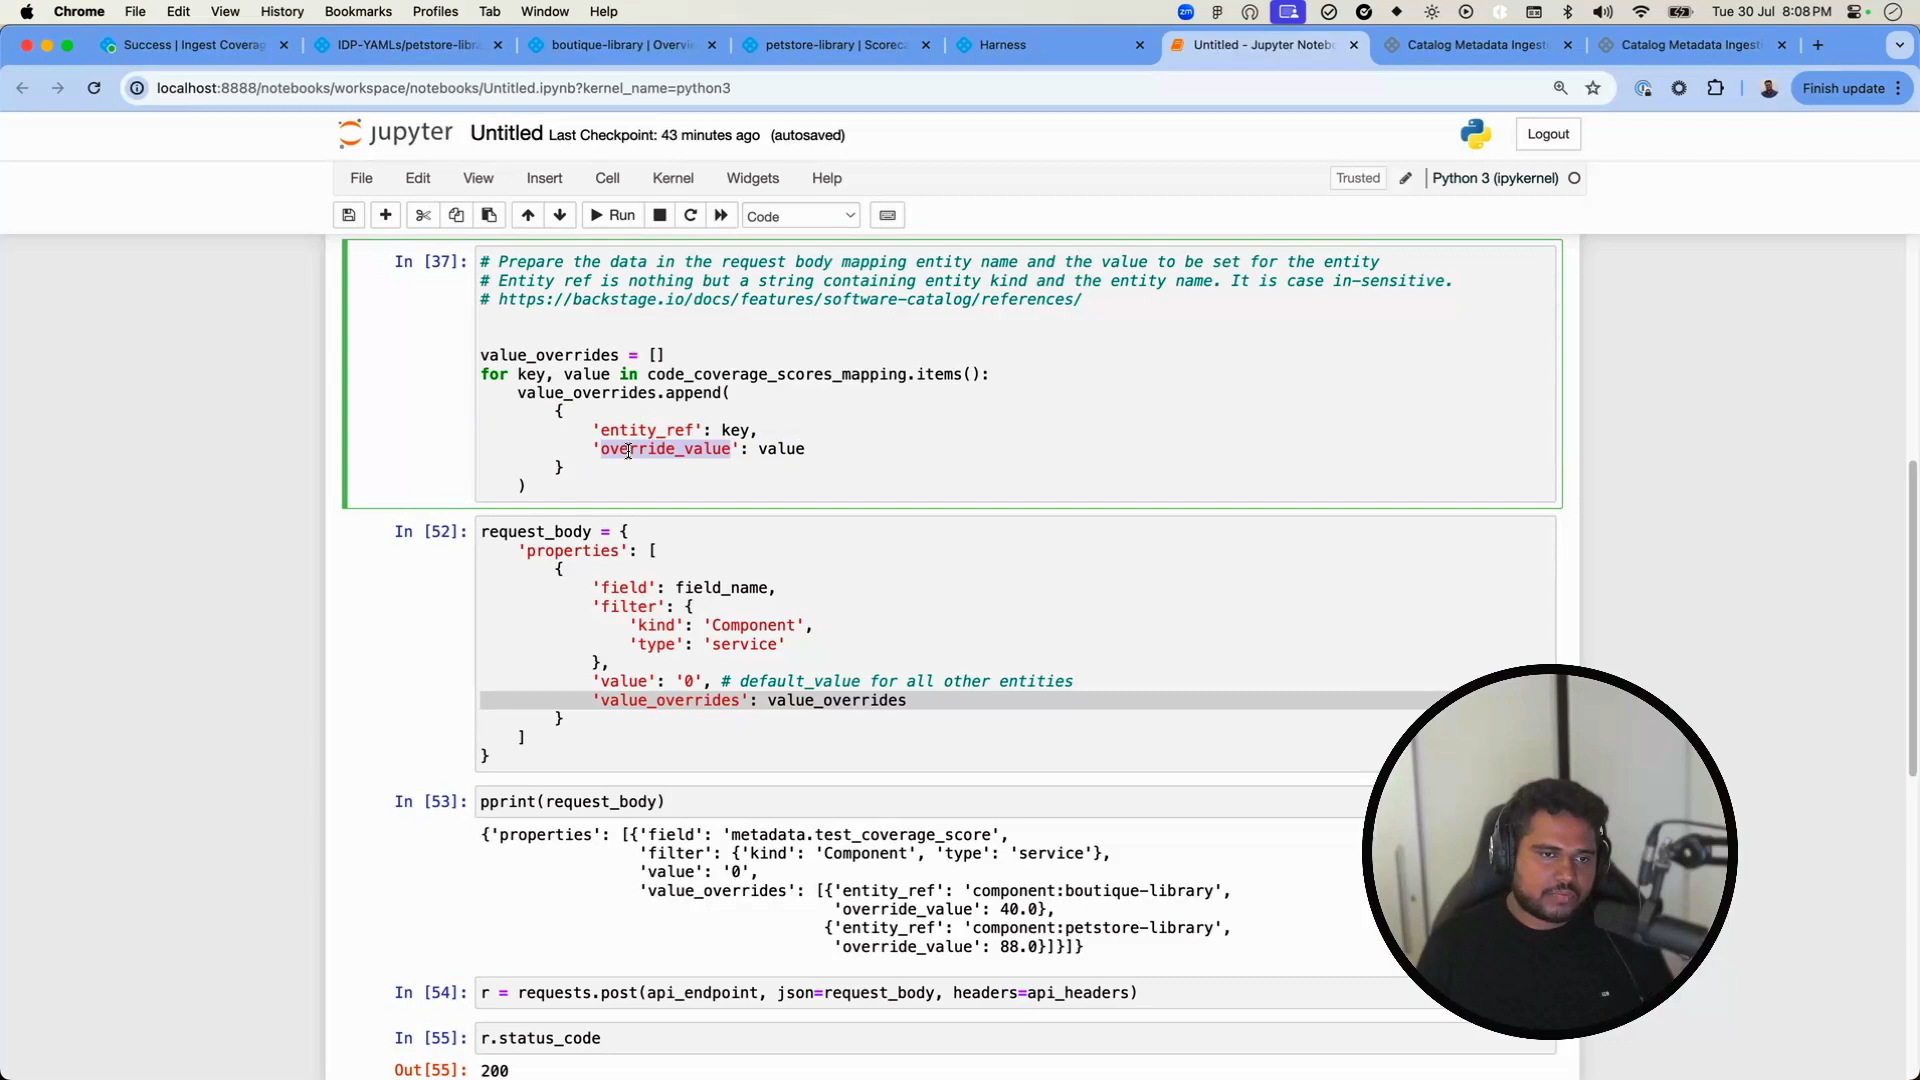 Chrome File Edit View History Bookmarks Profiles Tab Window Help
zm Tue 30 Jul 8:08 PM
Success | Ingest Covera
IDP-YAMLs/petstore-libra
boutique-library | Overvi
petstore-library | Scoreca
Harness
Untitled - Jupyter Notebo
Catalog Metadata Ingesti
Catalog Metadata Ingesti
localhost:8888/notebooks/workspace/notebooks/Untitled.ipynb?kernel_name=python3
Finish update
jupyter Untitled Last Checkpoint: 43 minutes ago (autosaved)
Logout
File Edit View Insert Cell Kernel Widgets Help
Trusted Python 3 (ipykernel)
Run Code
In [37]: # Prepare the data in the request body mapping entity name and the value to be set for the entity
# Entity ref is nothing but a string containing entity kind and the entity name. It is case in-sensitive.
# https://backstage.io/docs/features/software-catalog/references/
value_overrides = []
for key, value in code_coverage_scores_mapping.items():
value_overrides.append(
{
'entity_ref': key,
'override_value': value
}
)
In [52]: request_body = {
'properties': [
{
'field': field_name,
'filter': {
'kind': 'Component',
'type': 'service'
},
'value': '0', # default_value for all other entities
'value_overrides': value_overrides
}
]
}
In [53]: pprint(request_body)
{'properties': [{'field': 'metadata.test_coverage_score',
'filter': {'kind': 'Component', 'type': 'service'},
'value': '0',
'value_overrides': [{'entity_ref': 'component:boutique-library',
'override_value': 40.0},
{'entity_ref': 'component:petstore-library',
'override_value': 88.0}]}]}
In [54]: r = requests.post(api_endpoint, json=request_body, headers=api_headers)
In [55]: r.status_code
Out[55]: 200